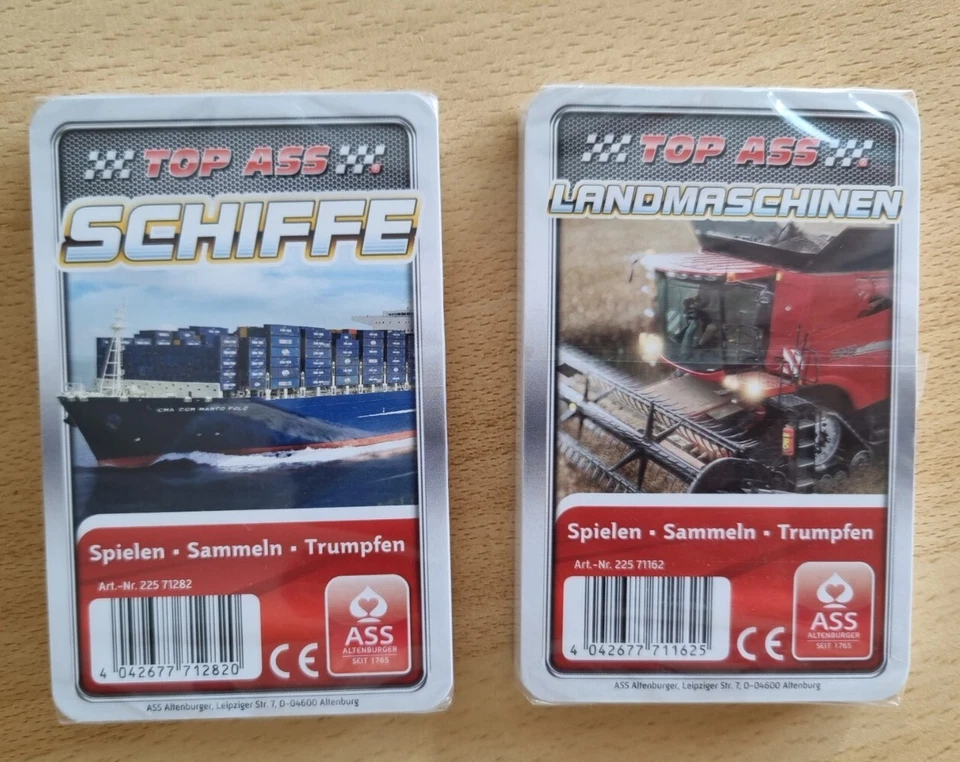 TOP ASS
SCHIFFE
CMA CGM MARCO POLO
Spielen • Sammeln • Trumpfen
Art.-Nr. 225 71282
4 042677 712820
CE
ASS
ALTENBURGER
SEIT 1765
ASS Altenburger, Leipziger Str. 7, D-04600 Altenburg
TOP ASS
LANDMASCHINEN
Spielen • Sammeln • Trumpfen
Art.-Nr. 225 71162
4 042677 711625
CE
ASS
ALTENBURGER
SEIT 1765
ASS Altenburger, Leipziger Str. 7, D-04600 Altenburg